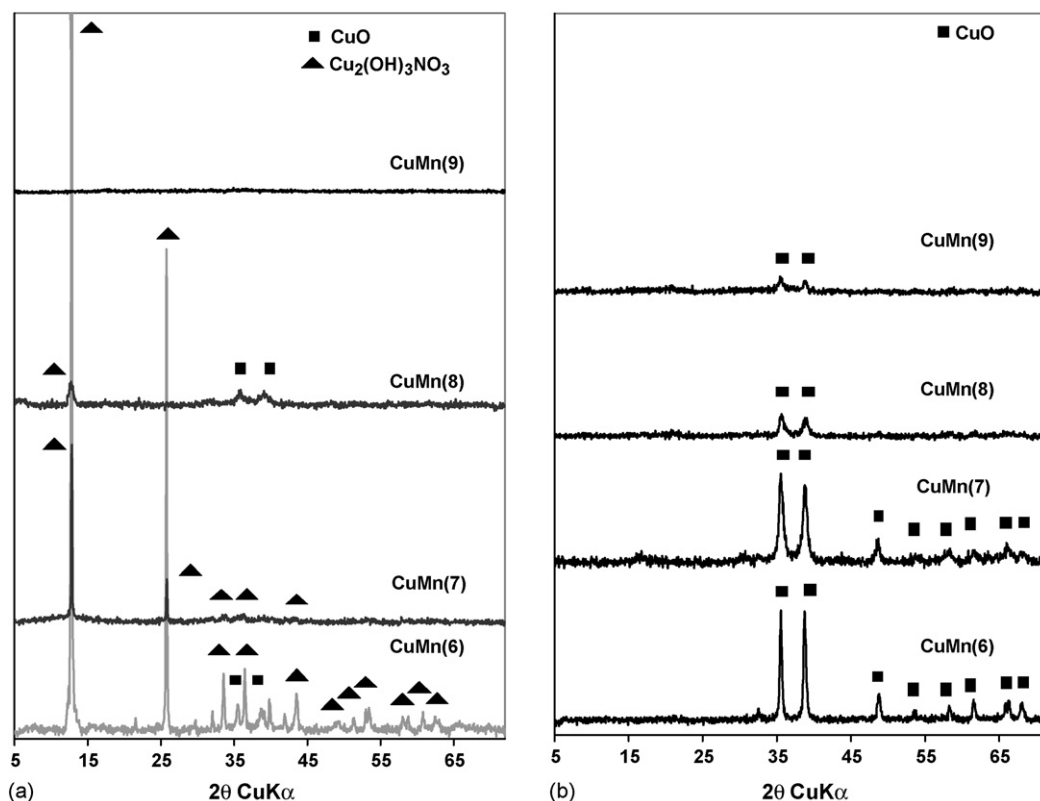 CuO
Cu₂(OH)₃NO₃
CuMn(9)
CuMn(8)
CuMn(7)
CuMn(6)
5 15 25 35 45 55 65
(a) 2θ CuKα
CuO
CuMn(9)
CuMn(8)
CuMn(7)
CuMn(6)
5 15 25 35 45 55 65
(b) 2θ CuKα